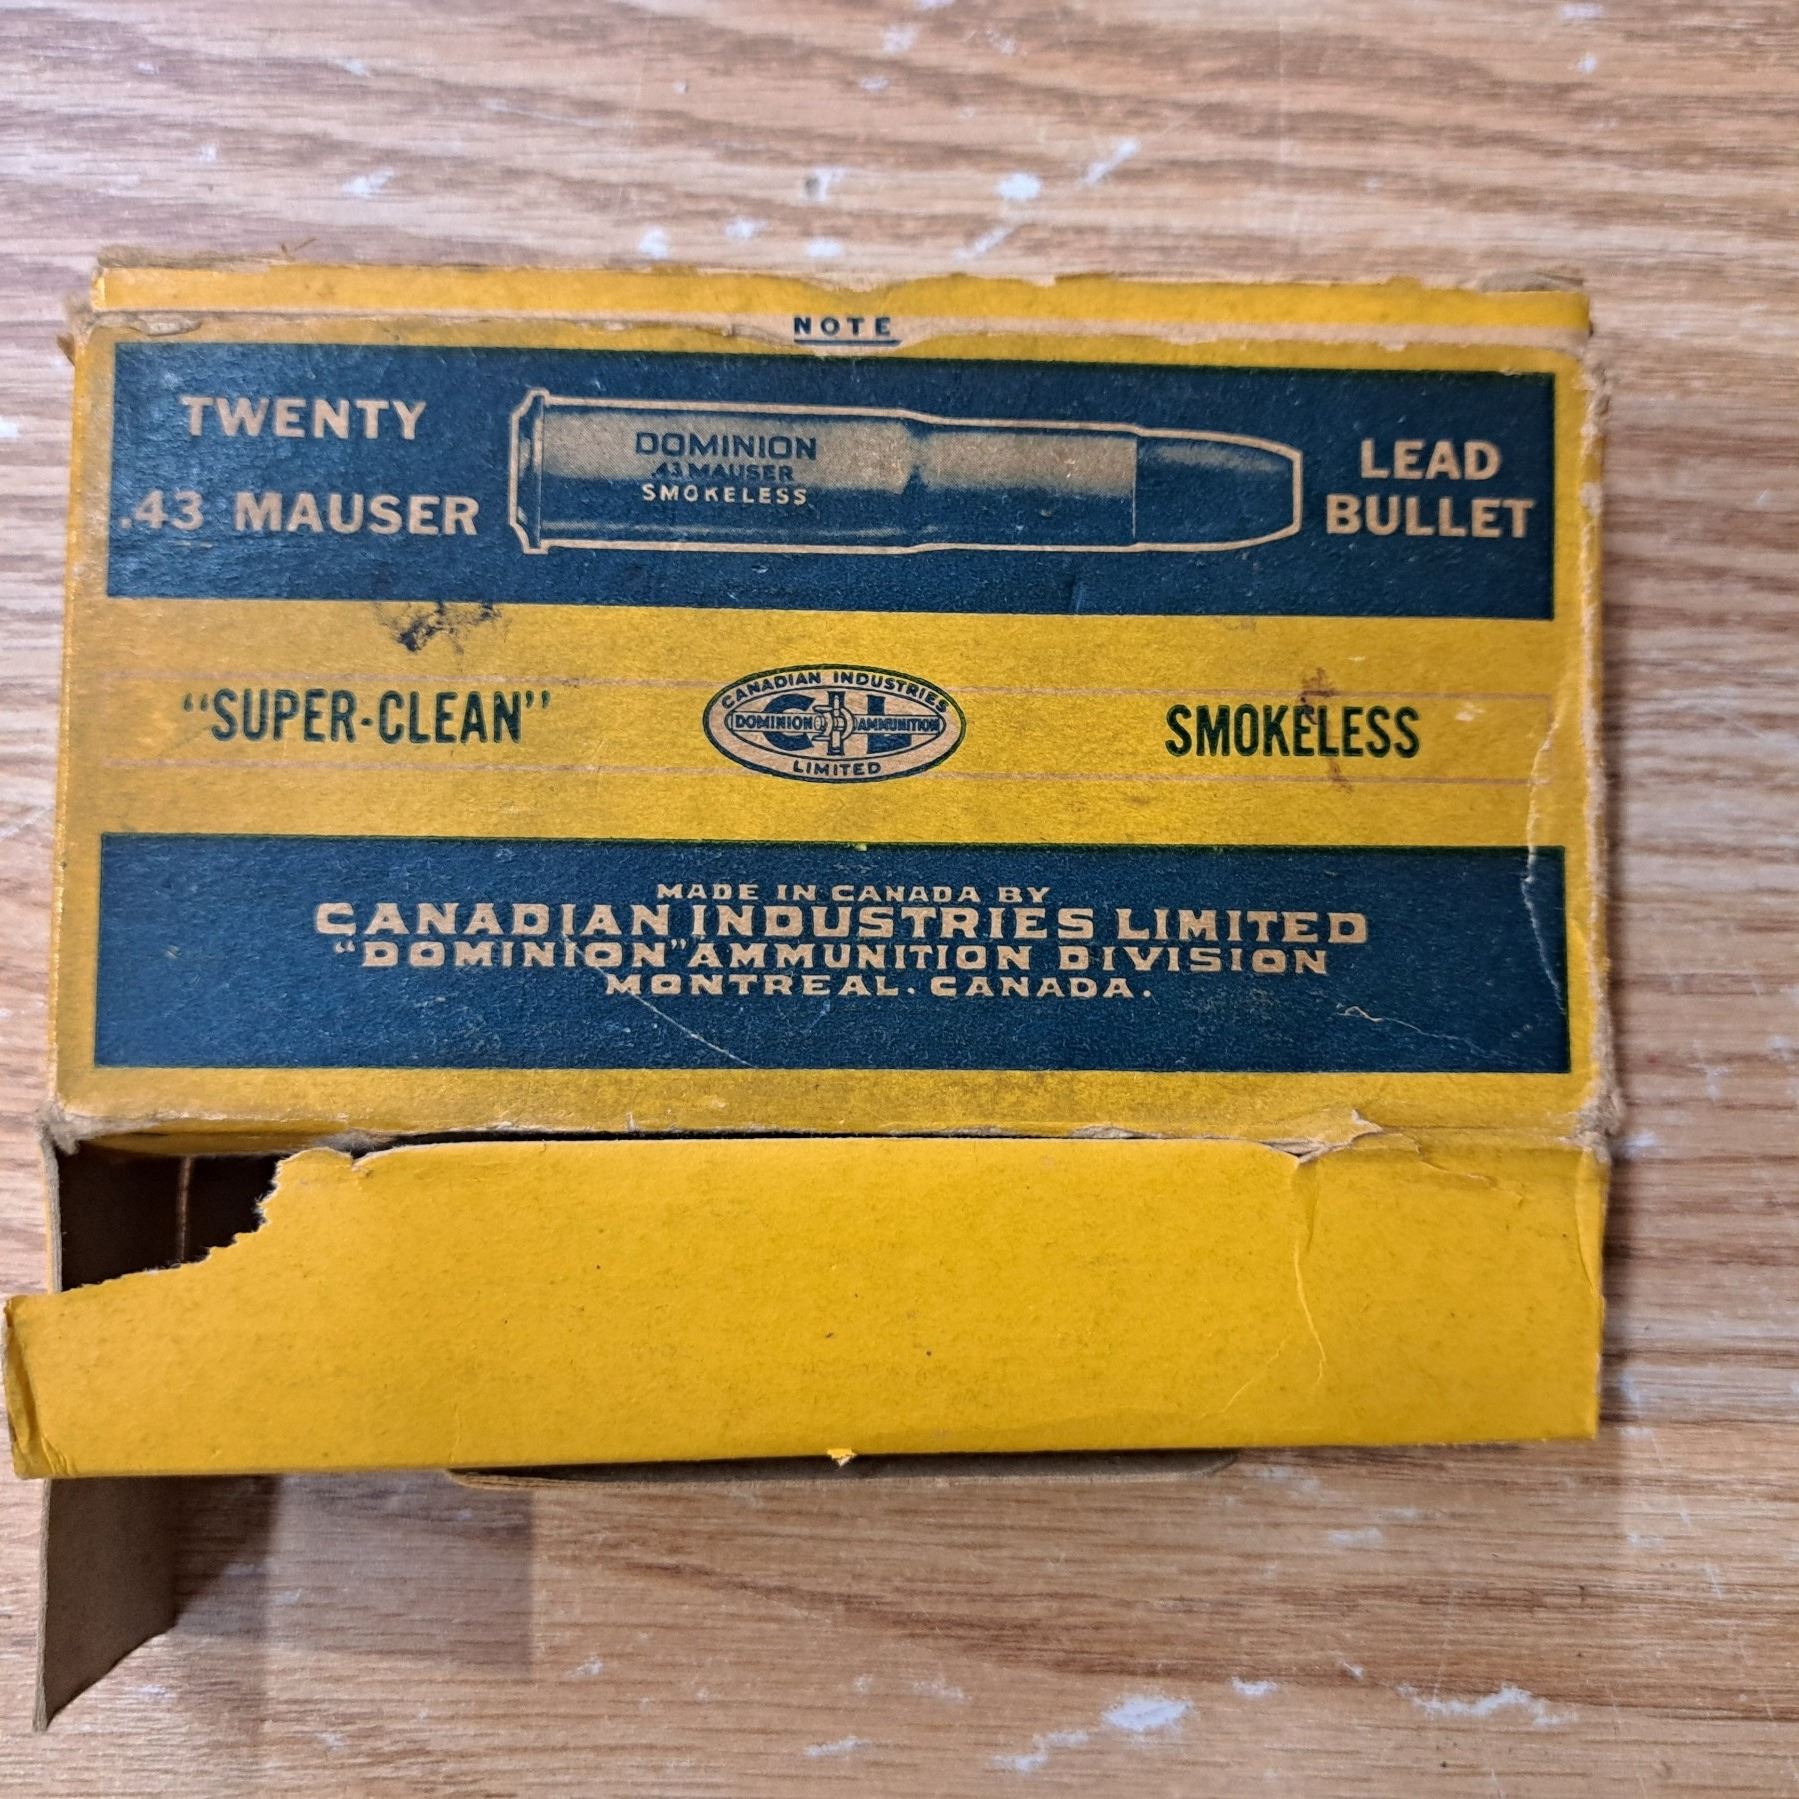 NOTE
TWENTY
.43 MAUSER
DOMINION
.43 MAUSER
SMOKELESS
LEAD
BULLET
"SUPER-CLEAN"
CANADIAN INDUSTRIES
CIL
DOMINION AMMUNITION
LIMITED
SMOKELESS
MADE IN CANADA BY
CANADIAN INDUSTRIES LIMITED
"DOMINION" AMMUNITION DIVISION
MONTREAL. CANADA.